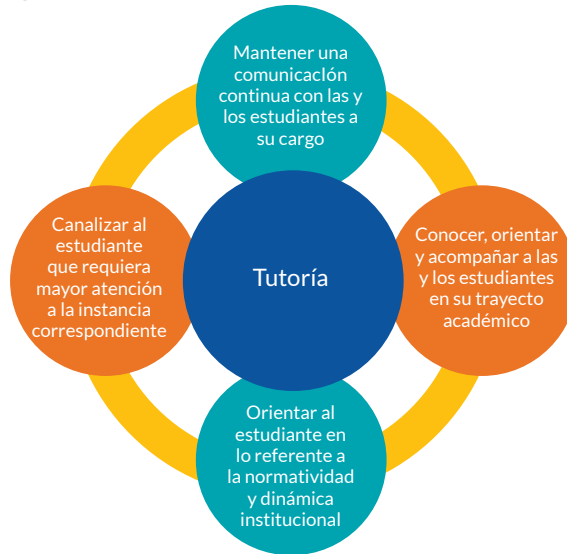 Mantener una
comunicación
continua con las y
los estudiantes a
su cargo
Canalizar al
estudiante
que requiera
mayor atención
a la instancia
correspondiente
Tutoría
Conocer, orientar
y acompañar a las
y los estudiantes
en su trayecto
académico
Orientar al
estudiante en
lo referente a
la normatividad
y dinámica
institucional